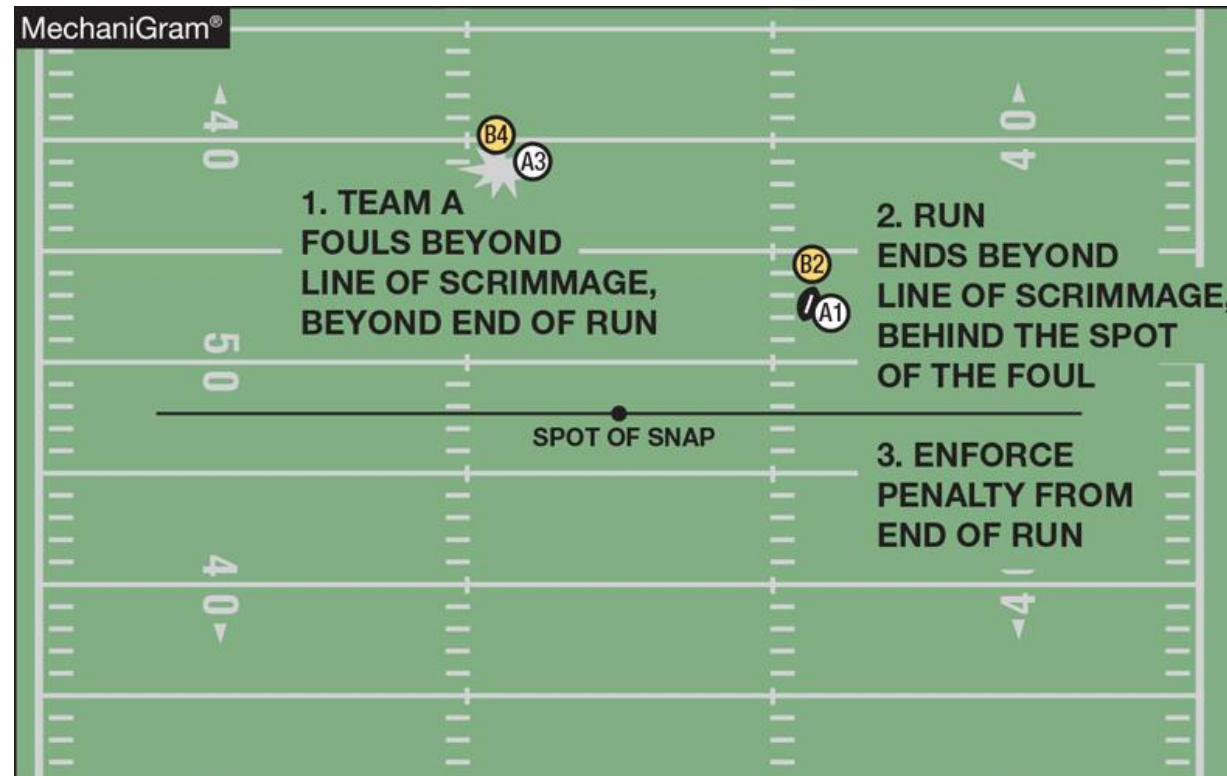 MechaniGram®
40
40
B4
A3
1. TEAM A
FOULS BEYOND
LINE OF SCRIMMAGE,
BEYOND END OF RUN
2. RUN
ENDS BEYOND
LINE OF SCRIMMAGE,
BEHIND THE SPOT
OF THE FOUL
B2
A1
50
SPOT OF SNAP
3. ENFORCE
PENALTY FROM
END OF RUN
40
4